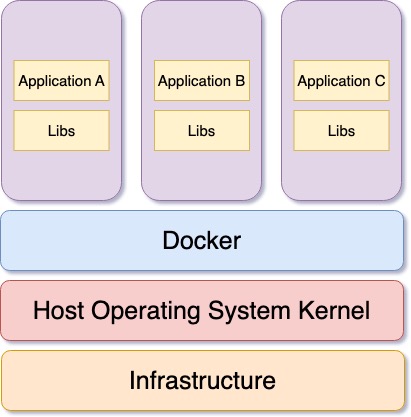 Application A
Application B
Application C
Libs
Libs
Libs
Docker
Host Operating System Kernel
Infrastructure